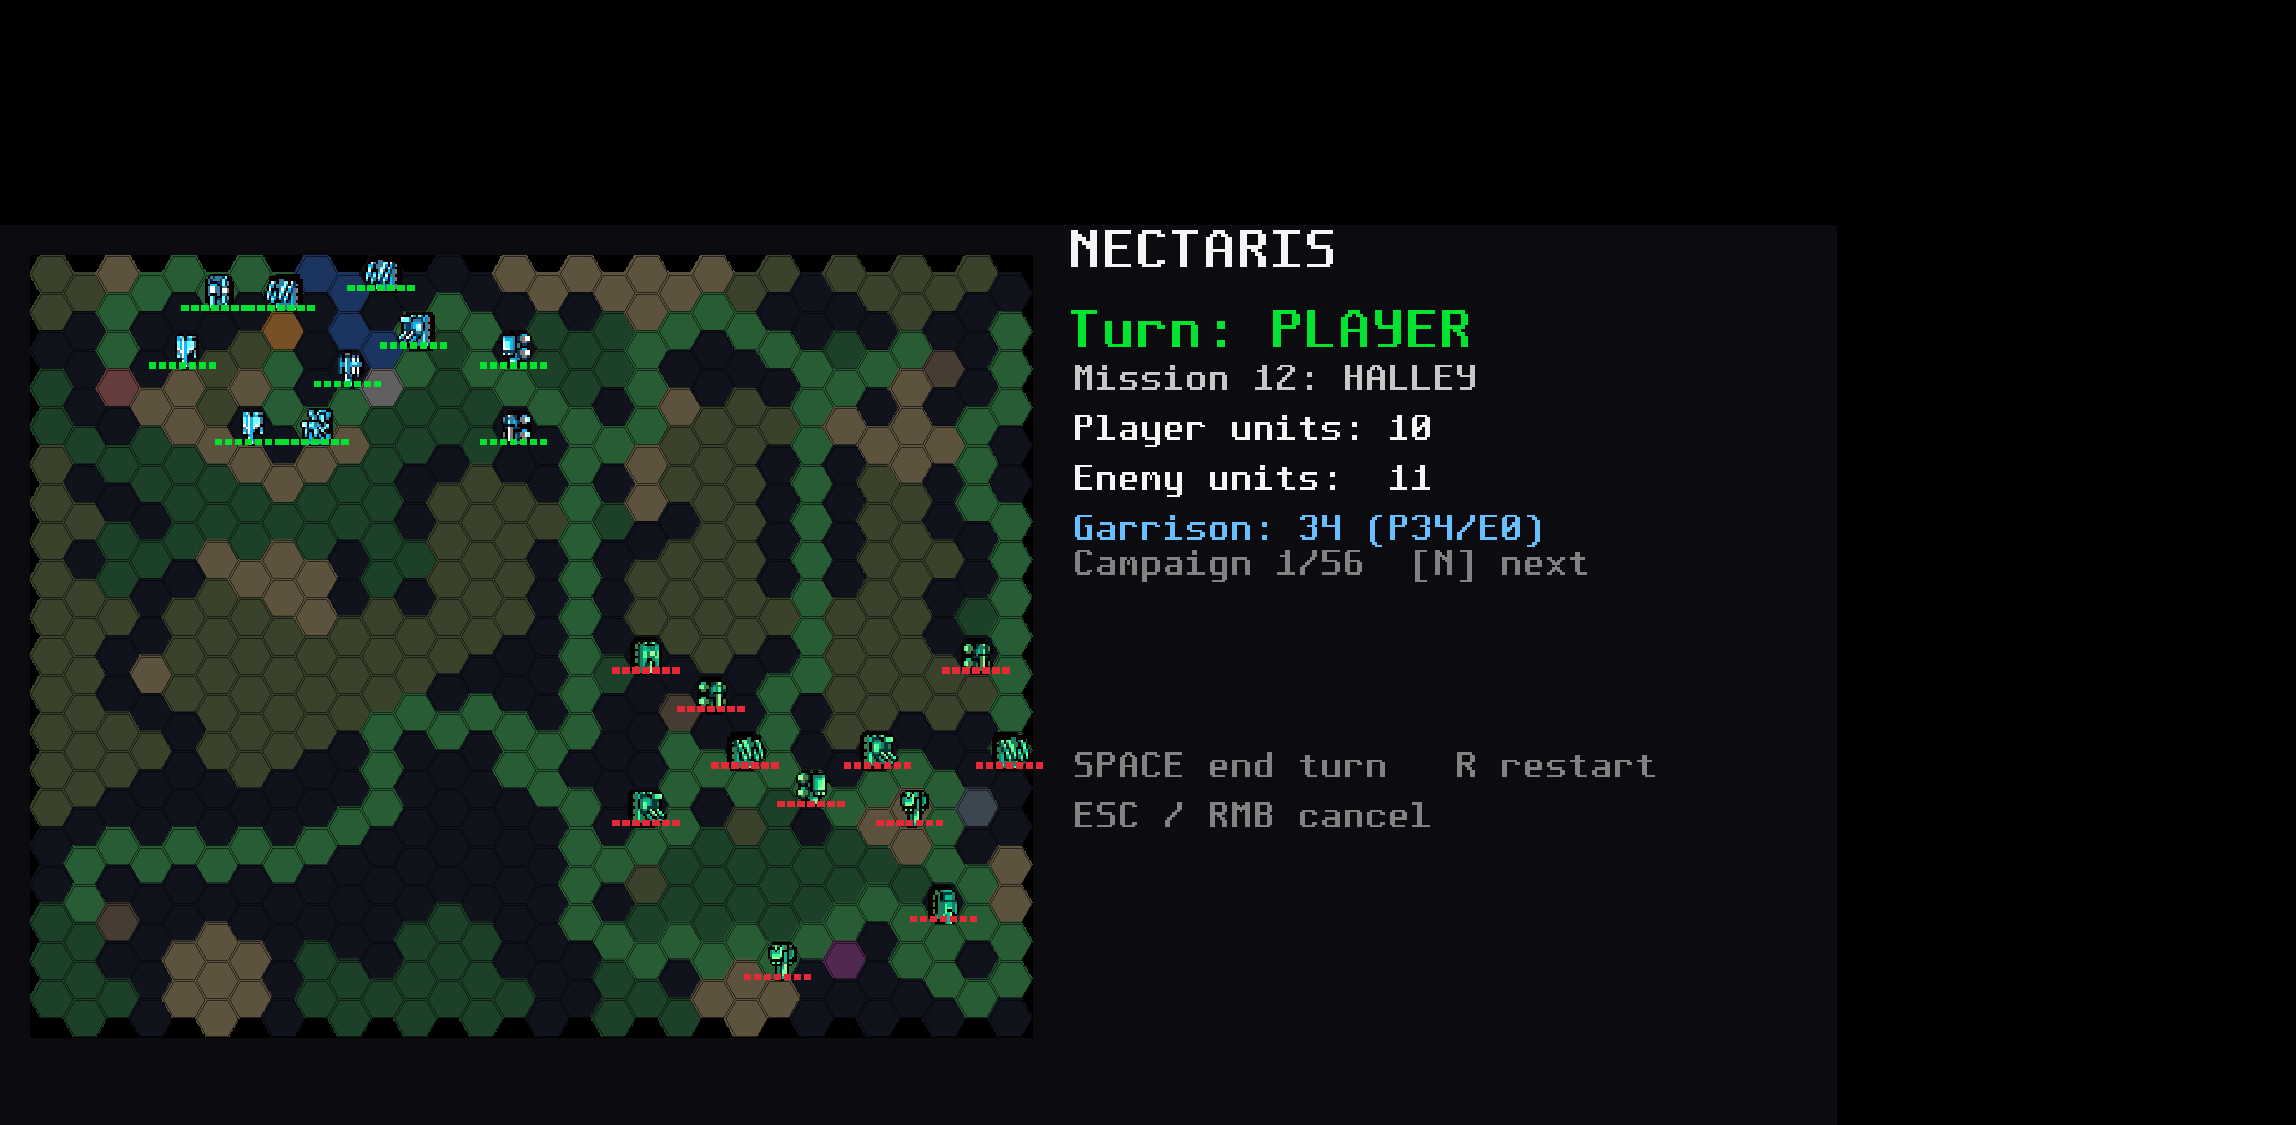 NECTARIS
Turn: PLAYER
Mission 12: HALLEY
Player units: 10
Enemy units:  11
Garrison: 34 (P34/E0)
Campaign 1/56  [N] next
SPACE end turn   R restart
ESC / RMB cancel